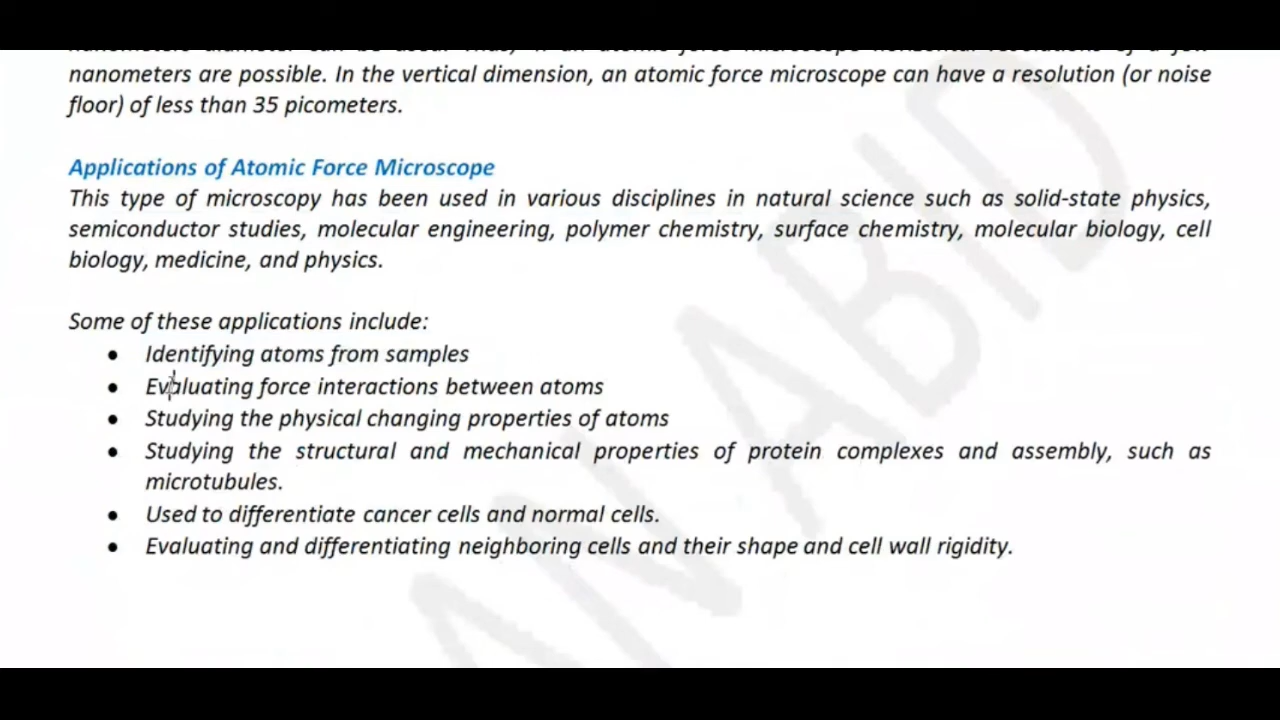 nanometers are possible. In the vertical dimension, an atomic force microscope can have a resolution (or noise
floor) of less than 35 picometers.
Applications of Atomic Force Microscope
This type of microscopy has been used in various disciplines in natural science such as solid-state physics,
semiconductor studies, molecular engineering, polymer chemistry, surface chemistry, molecular biology, cell
biology, medicine, and physics.
Some of these applications include:
• Identifying atoms from samples
• Evaluating force interactions between atoms
• Studying the physical changing properties of atoms
• Studying the structural and mechanical properties of protein complexes and assembly, such as
microtubules.
• Used to differentiate cancer cells and normal cells.
• Evaluating and differentiating neighboring cells and their shape and cell wall rigidity.